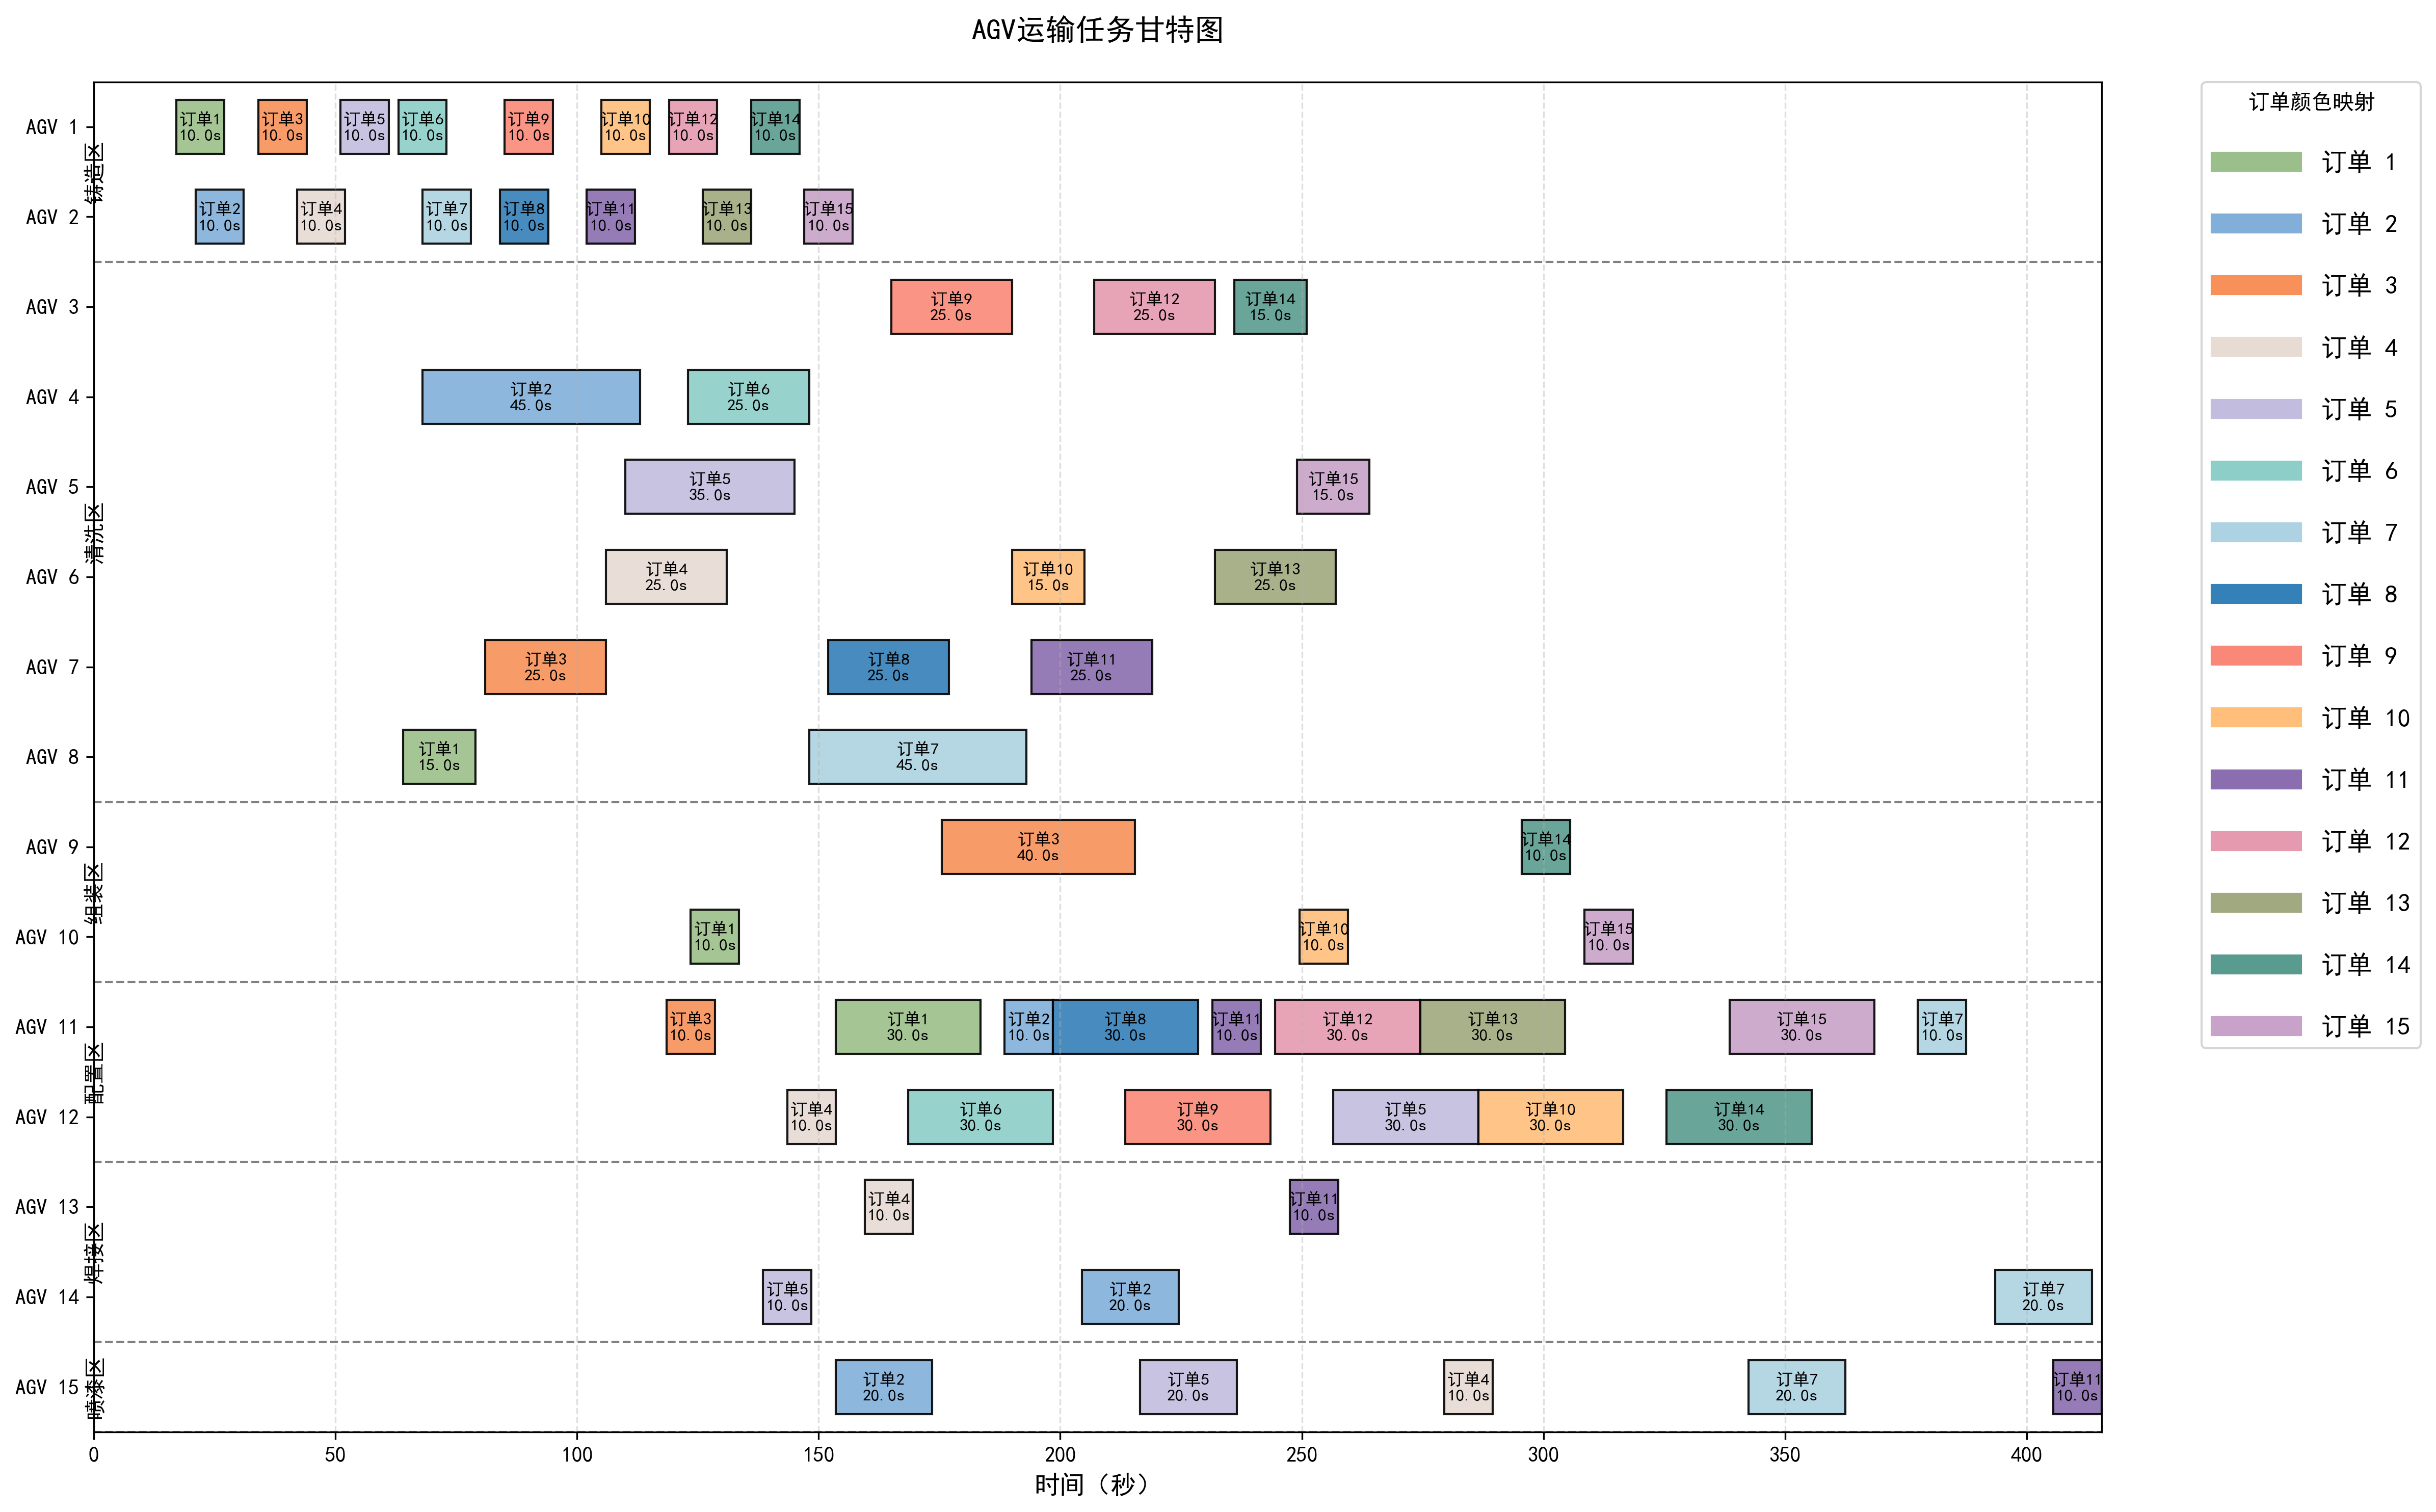 AGV运输任务甘特图
AGV 1
订单1
10.0s
订单3
10.0s
订单5
10.0s
订单6
10.0s
订单9
10.0s
订单10
10.0s
订单12
10.0s
订单14
10.0s
铸造区
AGV 2
订单2
10.0s
订单4
10.0s
订单7
10.0s
订单8
10.0s
订单11
10.0s
订单13
10.0s
订单15
10.0s
AGV 3
订单9
25.0s
订单12
25.0s
订单14
15.0s
AGV 4
订单2
45.0s
订单6
25.0s
AGV 5
订单5
35.0s
订单15
15.0s
清洗区
AGV 6
订单4
25.0s
订单10
15.0s
订单13
25.0s
AGV 7
订单3
25.0s
订单8
25.0s
订单11
25.0s
AGV 8
订单1
15.0s
订单7
45.0s
AGV 9
订单3
40.0s
订单14
10.0s
组装区
AGV 10
订单1
10.0s
订单10
10.0s
订单15
10.0s
AGV 11
订单3
10.0s
订单1
30.0s
订单2
10.0s
订单8
30.0s
订单11
10.0s
订单12
30.0s
订单13
30.0s
订单15
30.0s
订单7
10.0s
配置区
AGV 12
订单4
10.0s
订单6
30.0s
订单9
30.0s
订单5
30.0s
订单10
30.0s
订单14
30.0s
AGV 13
订单4
10.0s
订单11
10.0s
焊接区
AGV 14
订单5
10.0s
订单2
20.0s
订单7
20.0s
喷漆区
AGV 15
订单2
20.0s
订单5
20.0s
订单4
10.0s
订单7
20.0s
订单11
10.0s
0
50
100
150
200
250
300
350
400
时间（秒）
订单颜色映射
订单 1
订单 2
订单 3
订单 4
订单 5
订单 6
订单 7
订单 8
订单 9
订单 10
订单 11
订单 12
订单 13
订单 14
订单 15